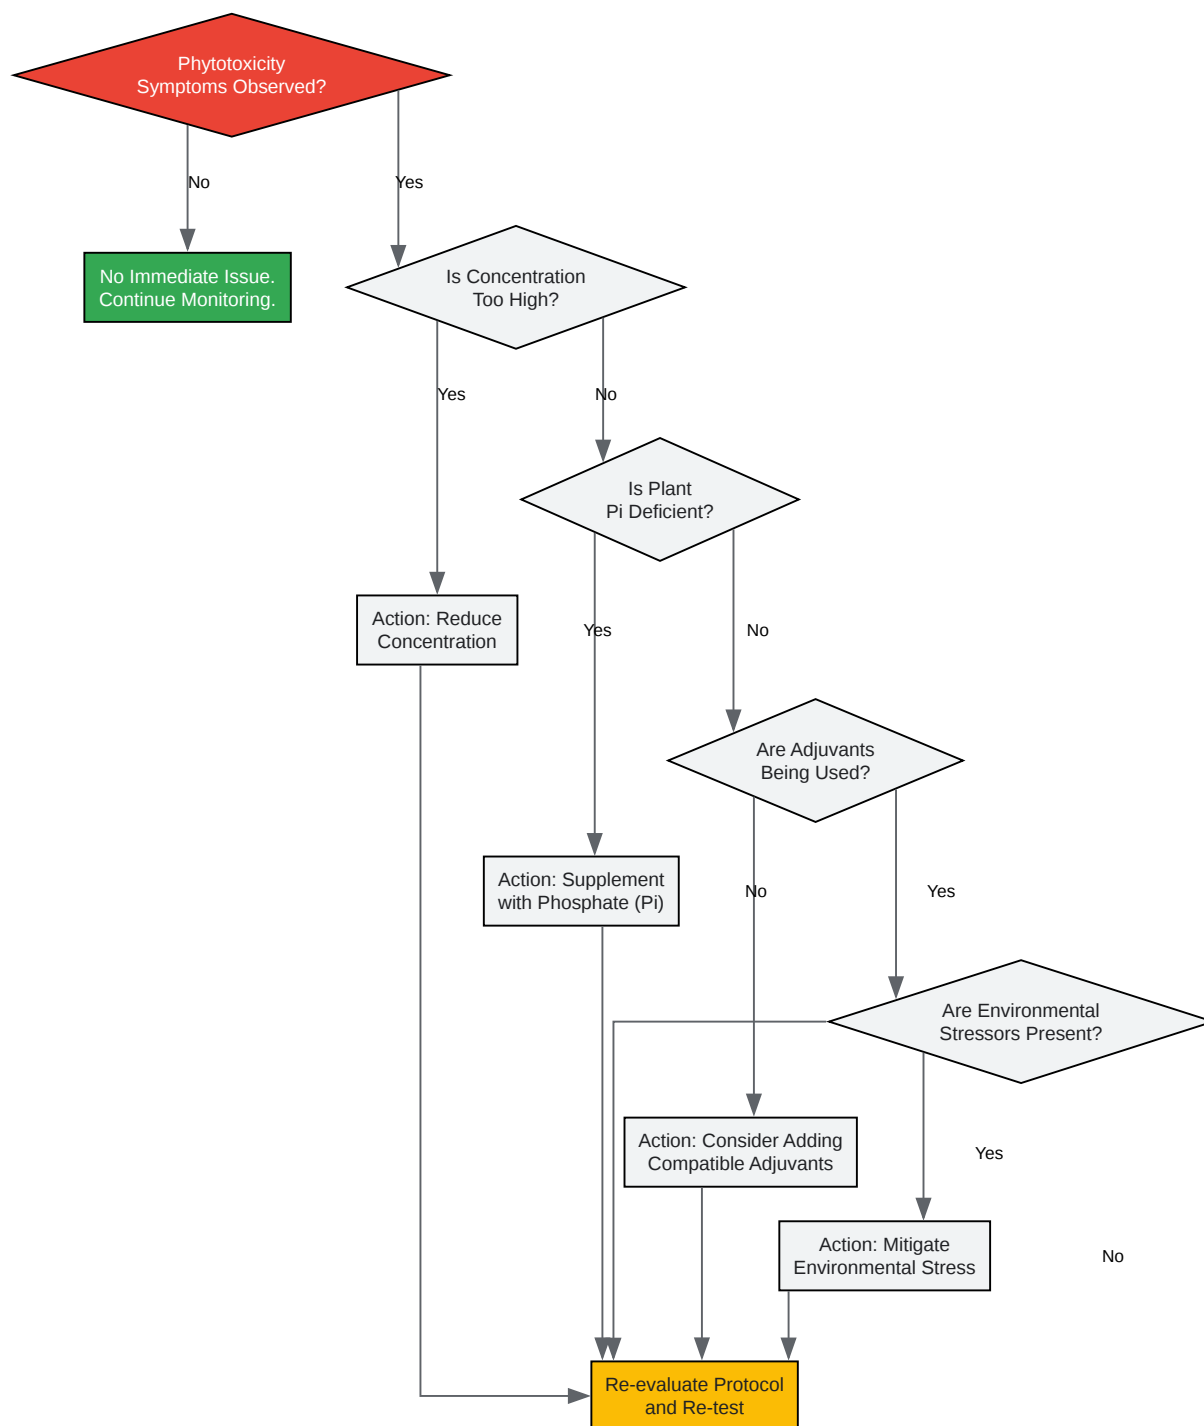 Phytotoxicity
Symptoms Observed?
No
Yes
No Immediate Issue.
Continue Monitoring.
Is Concentration
Too High?
Yes
No
Is Plant
Pi Deficient?
Action: Reduce
Concentration
Yes
No
Are Adjuvants
Being Used?
Action: Supplement
with Phosphate (Pi)
No
Yes
Are Environmental
Stressors Present?
Action: Consider Adding
Compatible Adjuvants
Yes
Action: Mitigate
Environmental Stress
No
Re-evaluate Protocol
and Re-test